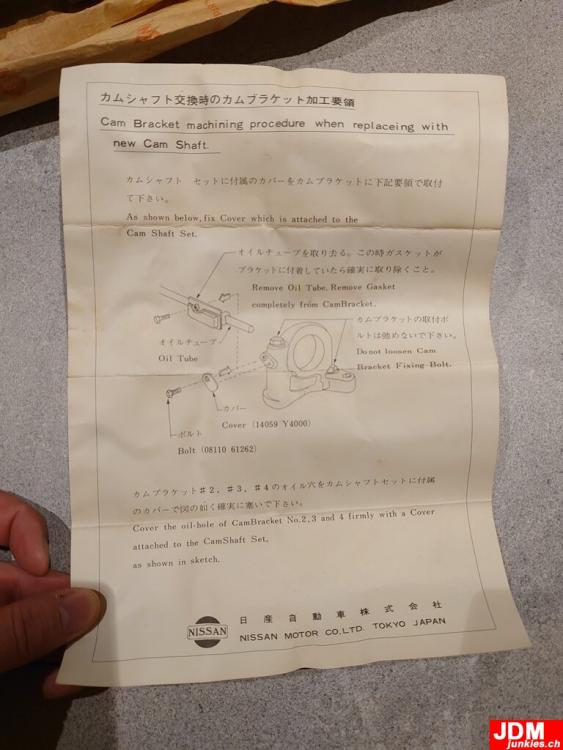 カムシャフト交換時のカムブラケット加工要領
Cam Bracket machining procedure when replaceing with
new Cam Shaft.
カムシャフト セットに付属のカバーをカムブラケットに下記要領で取付
て下さい。
As shown below, fix Cover which is attached to the
Cam Shaft Set.
オイルチューブを取り去る。この時ガスケットが
ブラケットに付着していたら確実に取り除くこと。
Remove Oil Tube. Remove Gasket
completely from CamBracket.
カムブラケットの取付ボ
ルトは弛めないで下さい。
Do not loosen Cam
Bracket Fixing Bolt.
オイルチューブ
Oil Tube
カバー
Cover (14059 Y4000)
ボルト
Bolt (08110 61262)
カムブラケット#2，#3，#4のオイル穴をカムシャフトセットに付属
のカバーで図の如く確実に塞いで下さい。
Cover the oil-hole of CamBracket No.2,3 and 4 firmly with a Cover
attached to the CamShaft Set,
as shown in sketch.
NISSAN
日産自動車株式会社
NISSAN MOTOR CO.,LTD. TOKYO JAPAN
JDM
junkies.ch